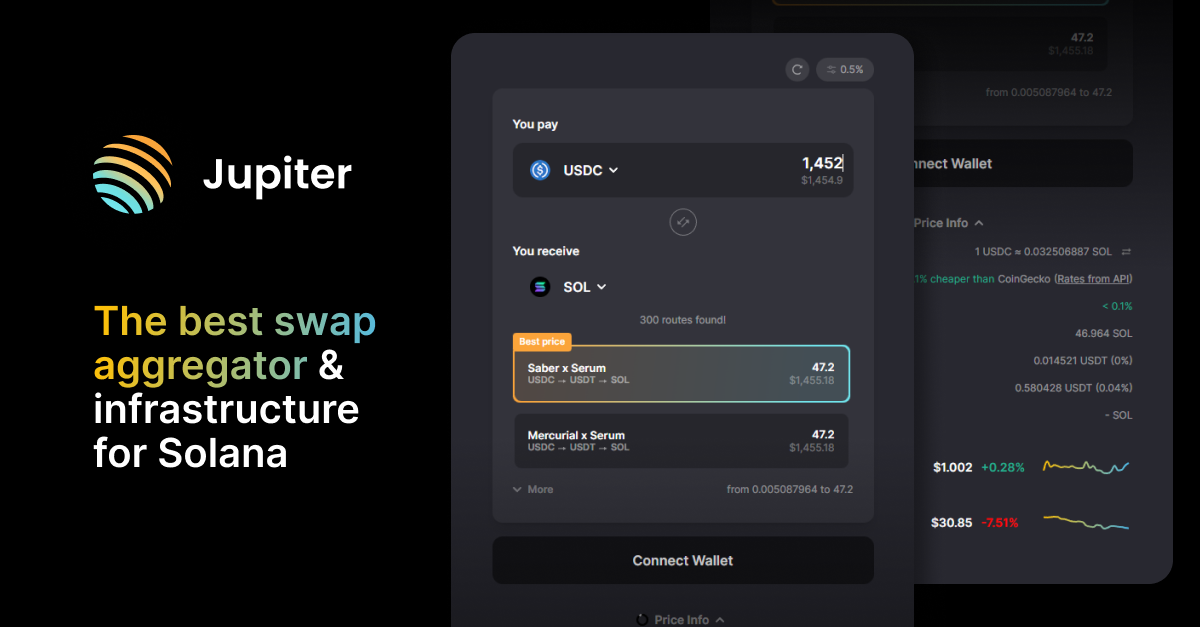 Jupiter
The best swap
aggregator &
infrastructure
for Solana
0.5%
You pay
USDC
1,452
$1,454.9
You receive
SOL
300 routes found!
Best price
Saber x Serum
47.2
USDC → USDT → SOL
$1,455.18
Mercurial x Serum
47.2
USDC → USDT → SOL
$1,455.18
More
from 0.005087964 to 47.2
Connect Wallet
Price Info
47.2
$1,455.18
from 0.005087964 to 47.2
nnect Wallet
Price Info
1 USDC ≈ 0.032506887 SOL
.1% cheaper than CoinGecko (Rates from API)
< 0.1%
46.964 SOL
0.014521 USDT (0%)
0.580428 USDT (0.04%)
- SOL
$1.002 +0.28%
$30.85 -7.51%